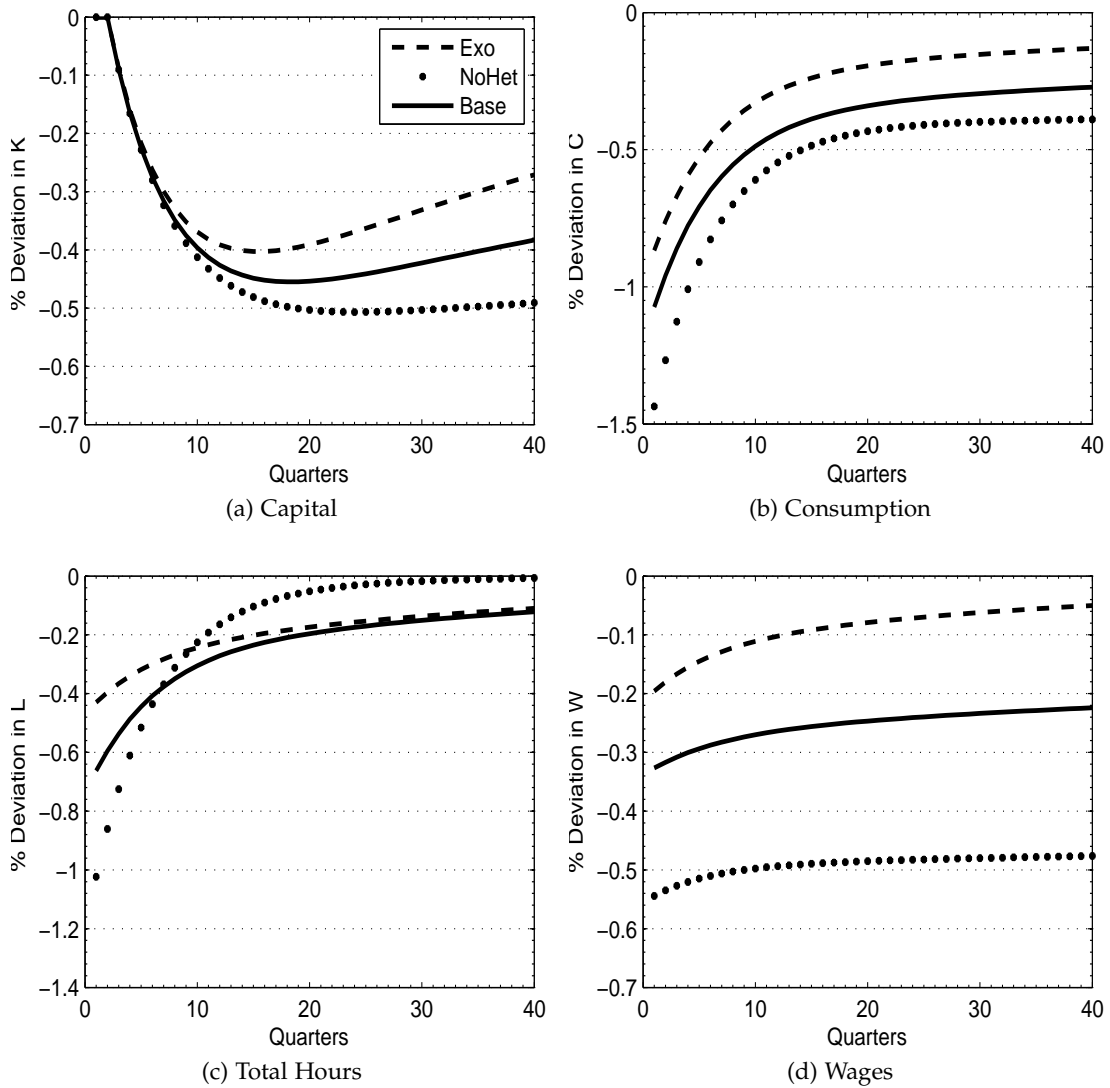 0
−0.1
−0.2
−0.3
−0.4
−0.5
−0.6
−0.7
% Deviation in K
Exo
NoHet
Base
0 10 20 30 40
Quarters
(a) Capital
0
−0.5
−1
−1.5
% Deviation in C
0 10 20 30 40
Quarters
(b) Consumption
0
−0.2
−0.4
−0.6
−0.8
−1
−1.2
−1.4
% Deviation in L
0 10 20 30 40
Quarters
(c) Total Hours
0
−0.1
−0.2
−0.3
−0.4
−0.5
−0.6
−0.7
% Deviation in W
0 10 20 30 40
Quarters
(d) Wages